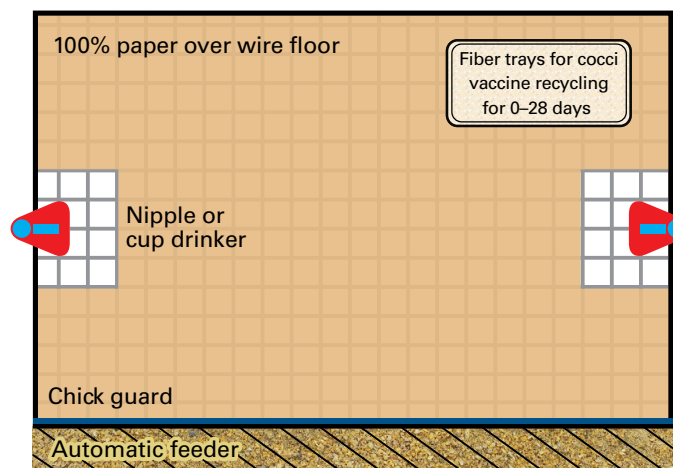 100% paper over wire floor
Fiber trays for cocci
vaccine recycling
for 0–28 days
Nipple or
cup drinker
Chick guard
Automatic feeder